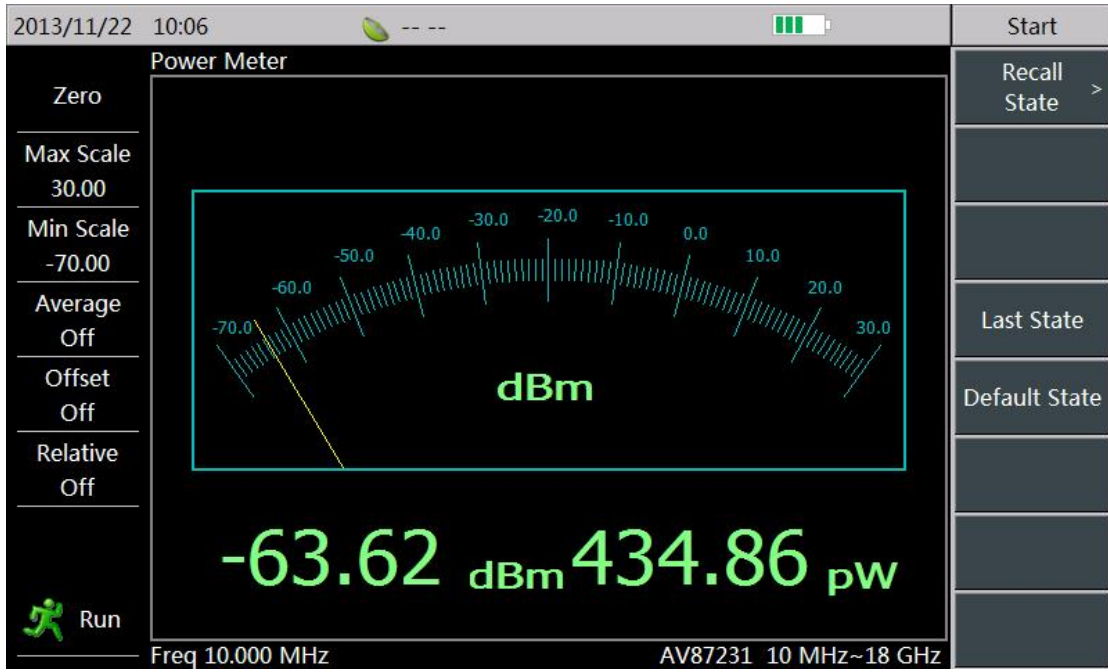 2013/11/22 10:06 -- -- Start
Power Meter
Zero
Max Scale
30.00
Min Scale
-70.00
Average
Off
Offset
Off
Relative
Off
Run
-70.0 -60.0 -50.0 -40.0 -30.0 -20.0 -10.0 0.0 10.0 20.0 30.0
dBm
-63.62 dBm 434.86 pW
Freq 10.000 MHz AV87231 10 MHz~18 GHz
Recall
State >
Last State
Default State